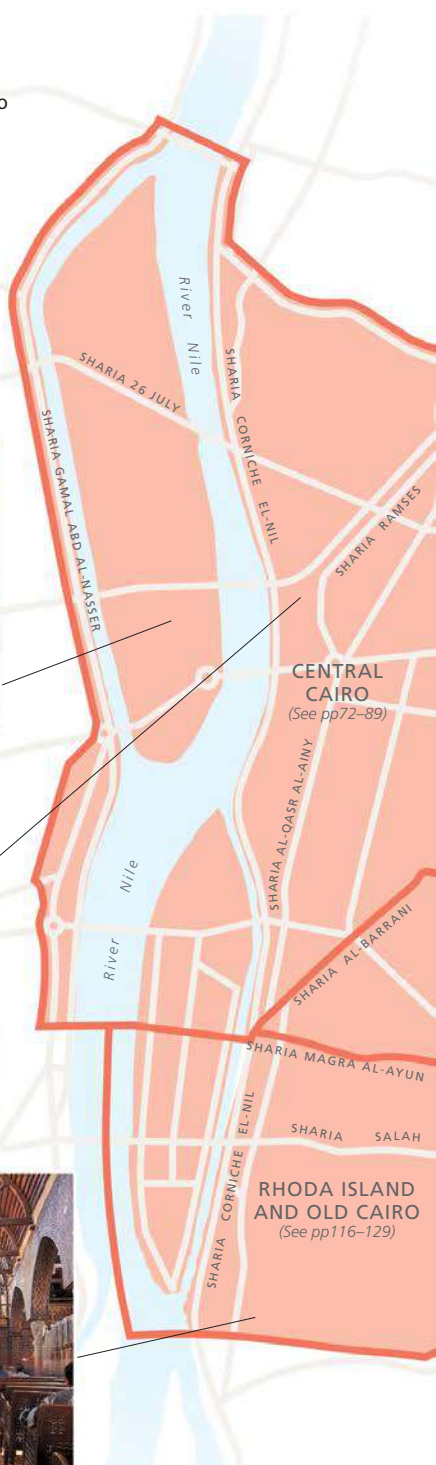 o
River Nile
SHARIA 26 JULY
SHARIA CORNICHE EL-NIL
SHARIA GAMAL ABD AL-NASSER
SHARIA RAMSES
CENTRAL
CAIRO
(See pp72–89)
SHARIA AL-QASR AL-AINY
River Nile
SHARIA AL-BARRANI
SHARIA MAGRA AL-AYUN
SHARIA CORNICHE EL-NIL
SHARIA SALAH
RHODA ISLAND
AND OLD CAIRO
(See pp116–129)